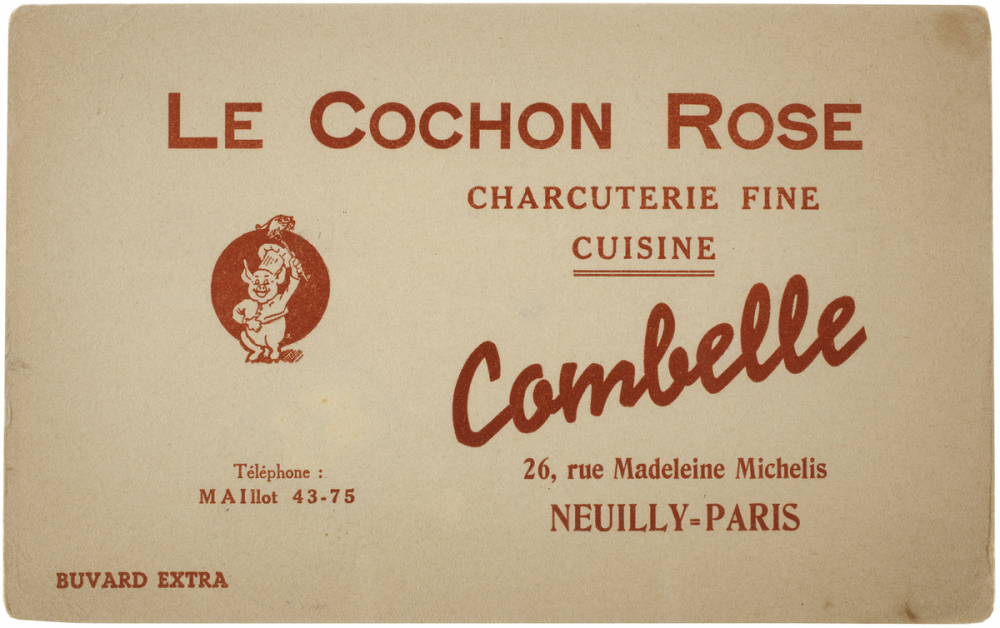 LE COCHON ROSE
CHARCUTERIE FINE
CUISINE
Combelle
Téléphone :
MAIllot 43-75
26, rue Madeleine Michelis
NEUILLY=PARIS
BUVARD EXTRA